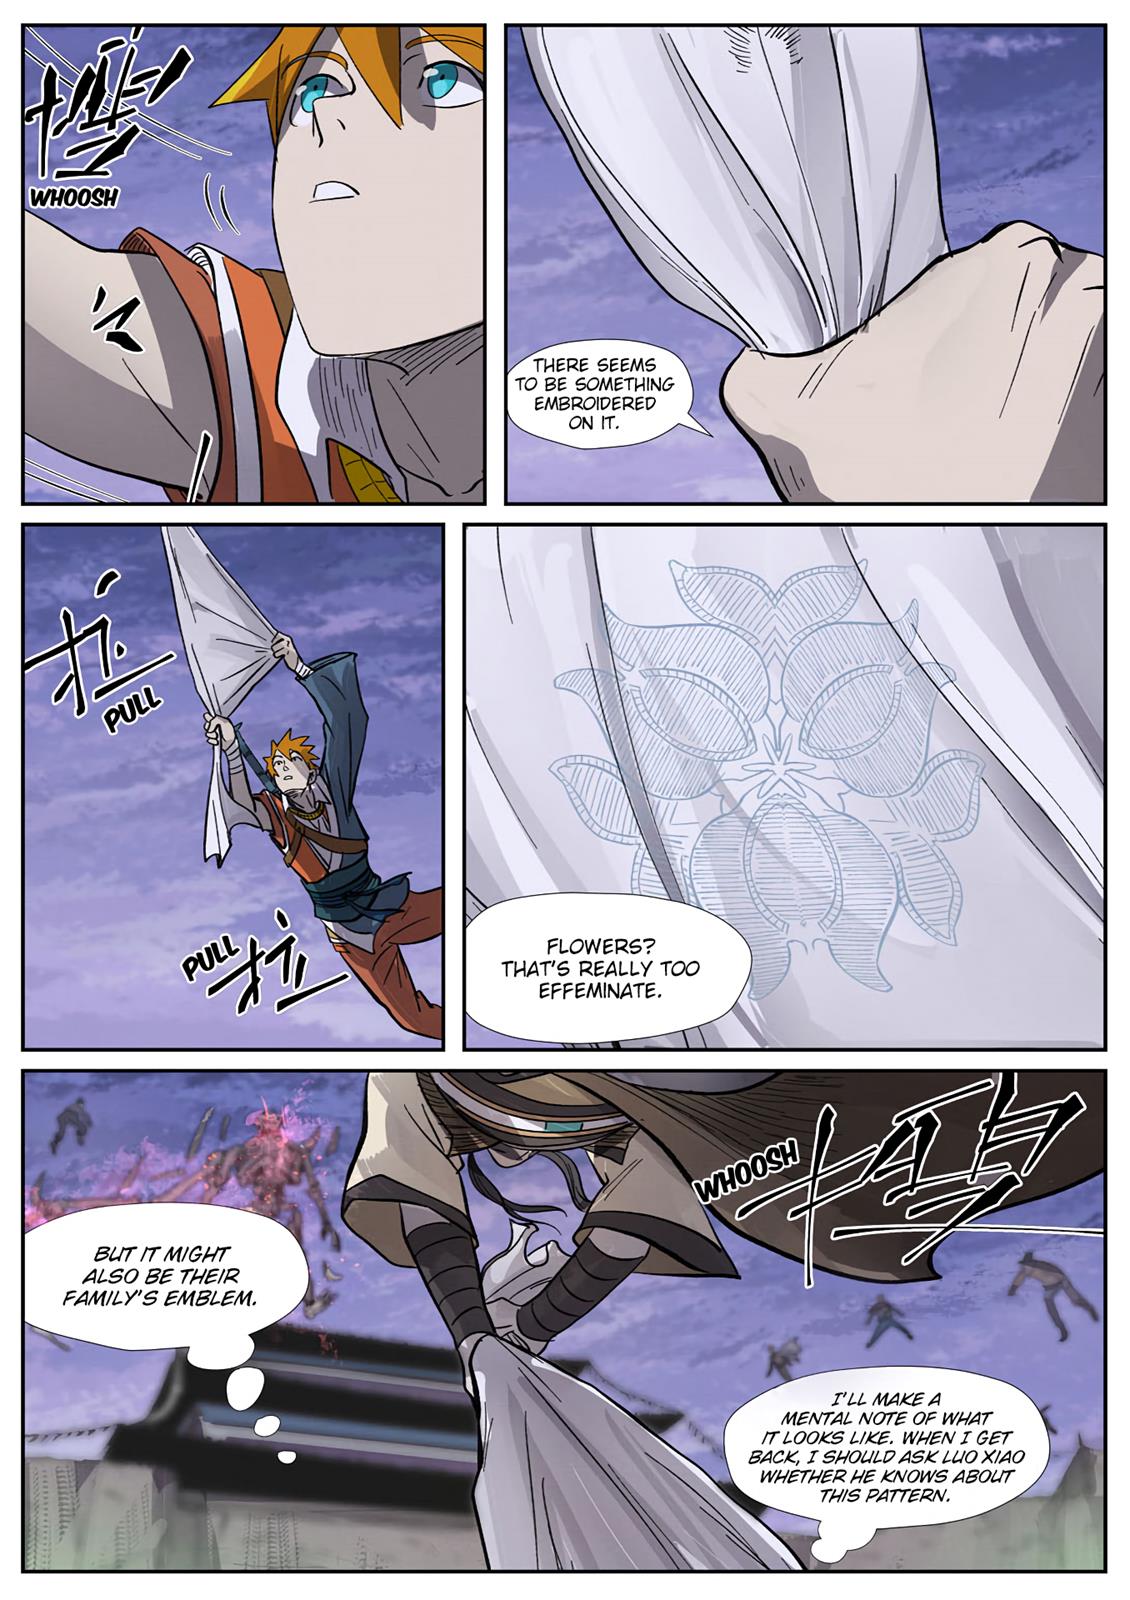 WHOOSH
THERE SEEMS
TO BE SOMETHING
EMBROIDERED
ON IT.
拉
PULL
PULL
拉
FLOWERS?
THAT'S REALLY TOO
EFFEMINATE.
WHOOSH
BUT IT MIGHT
ALSO BE THEIR
FAMILY'S EMBLEM.
I'LL MAKE A
MENTAL NOTE OF WHAT
IT LOOKS LIKE. WHEN I GET
BACK, I SHOULD ASK LUO XIAO
WHETHER HE KNOWS ABOUT
THIS PATTERN.